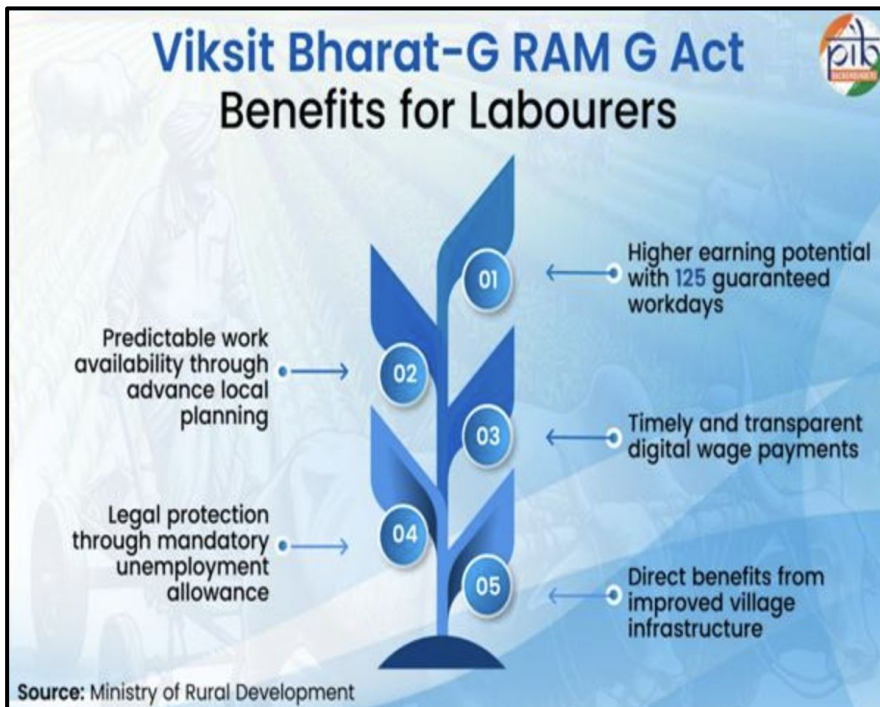 Viksit Bharat-G RAM G Act
Benefits for Labourers
pib
BACKGROUNDERS
01
Higher earning potential
with 125 guaranteed
workdays
Predictable work
availability through
advance local
planning
02
03
Timely and transparent
digital wage payments
Legal protection
through mandatory
unemployment
allowance
04
05
Direct benefits from
improved village
infrastructure
Source: Ministry of Rural Development